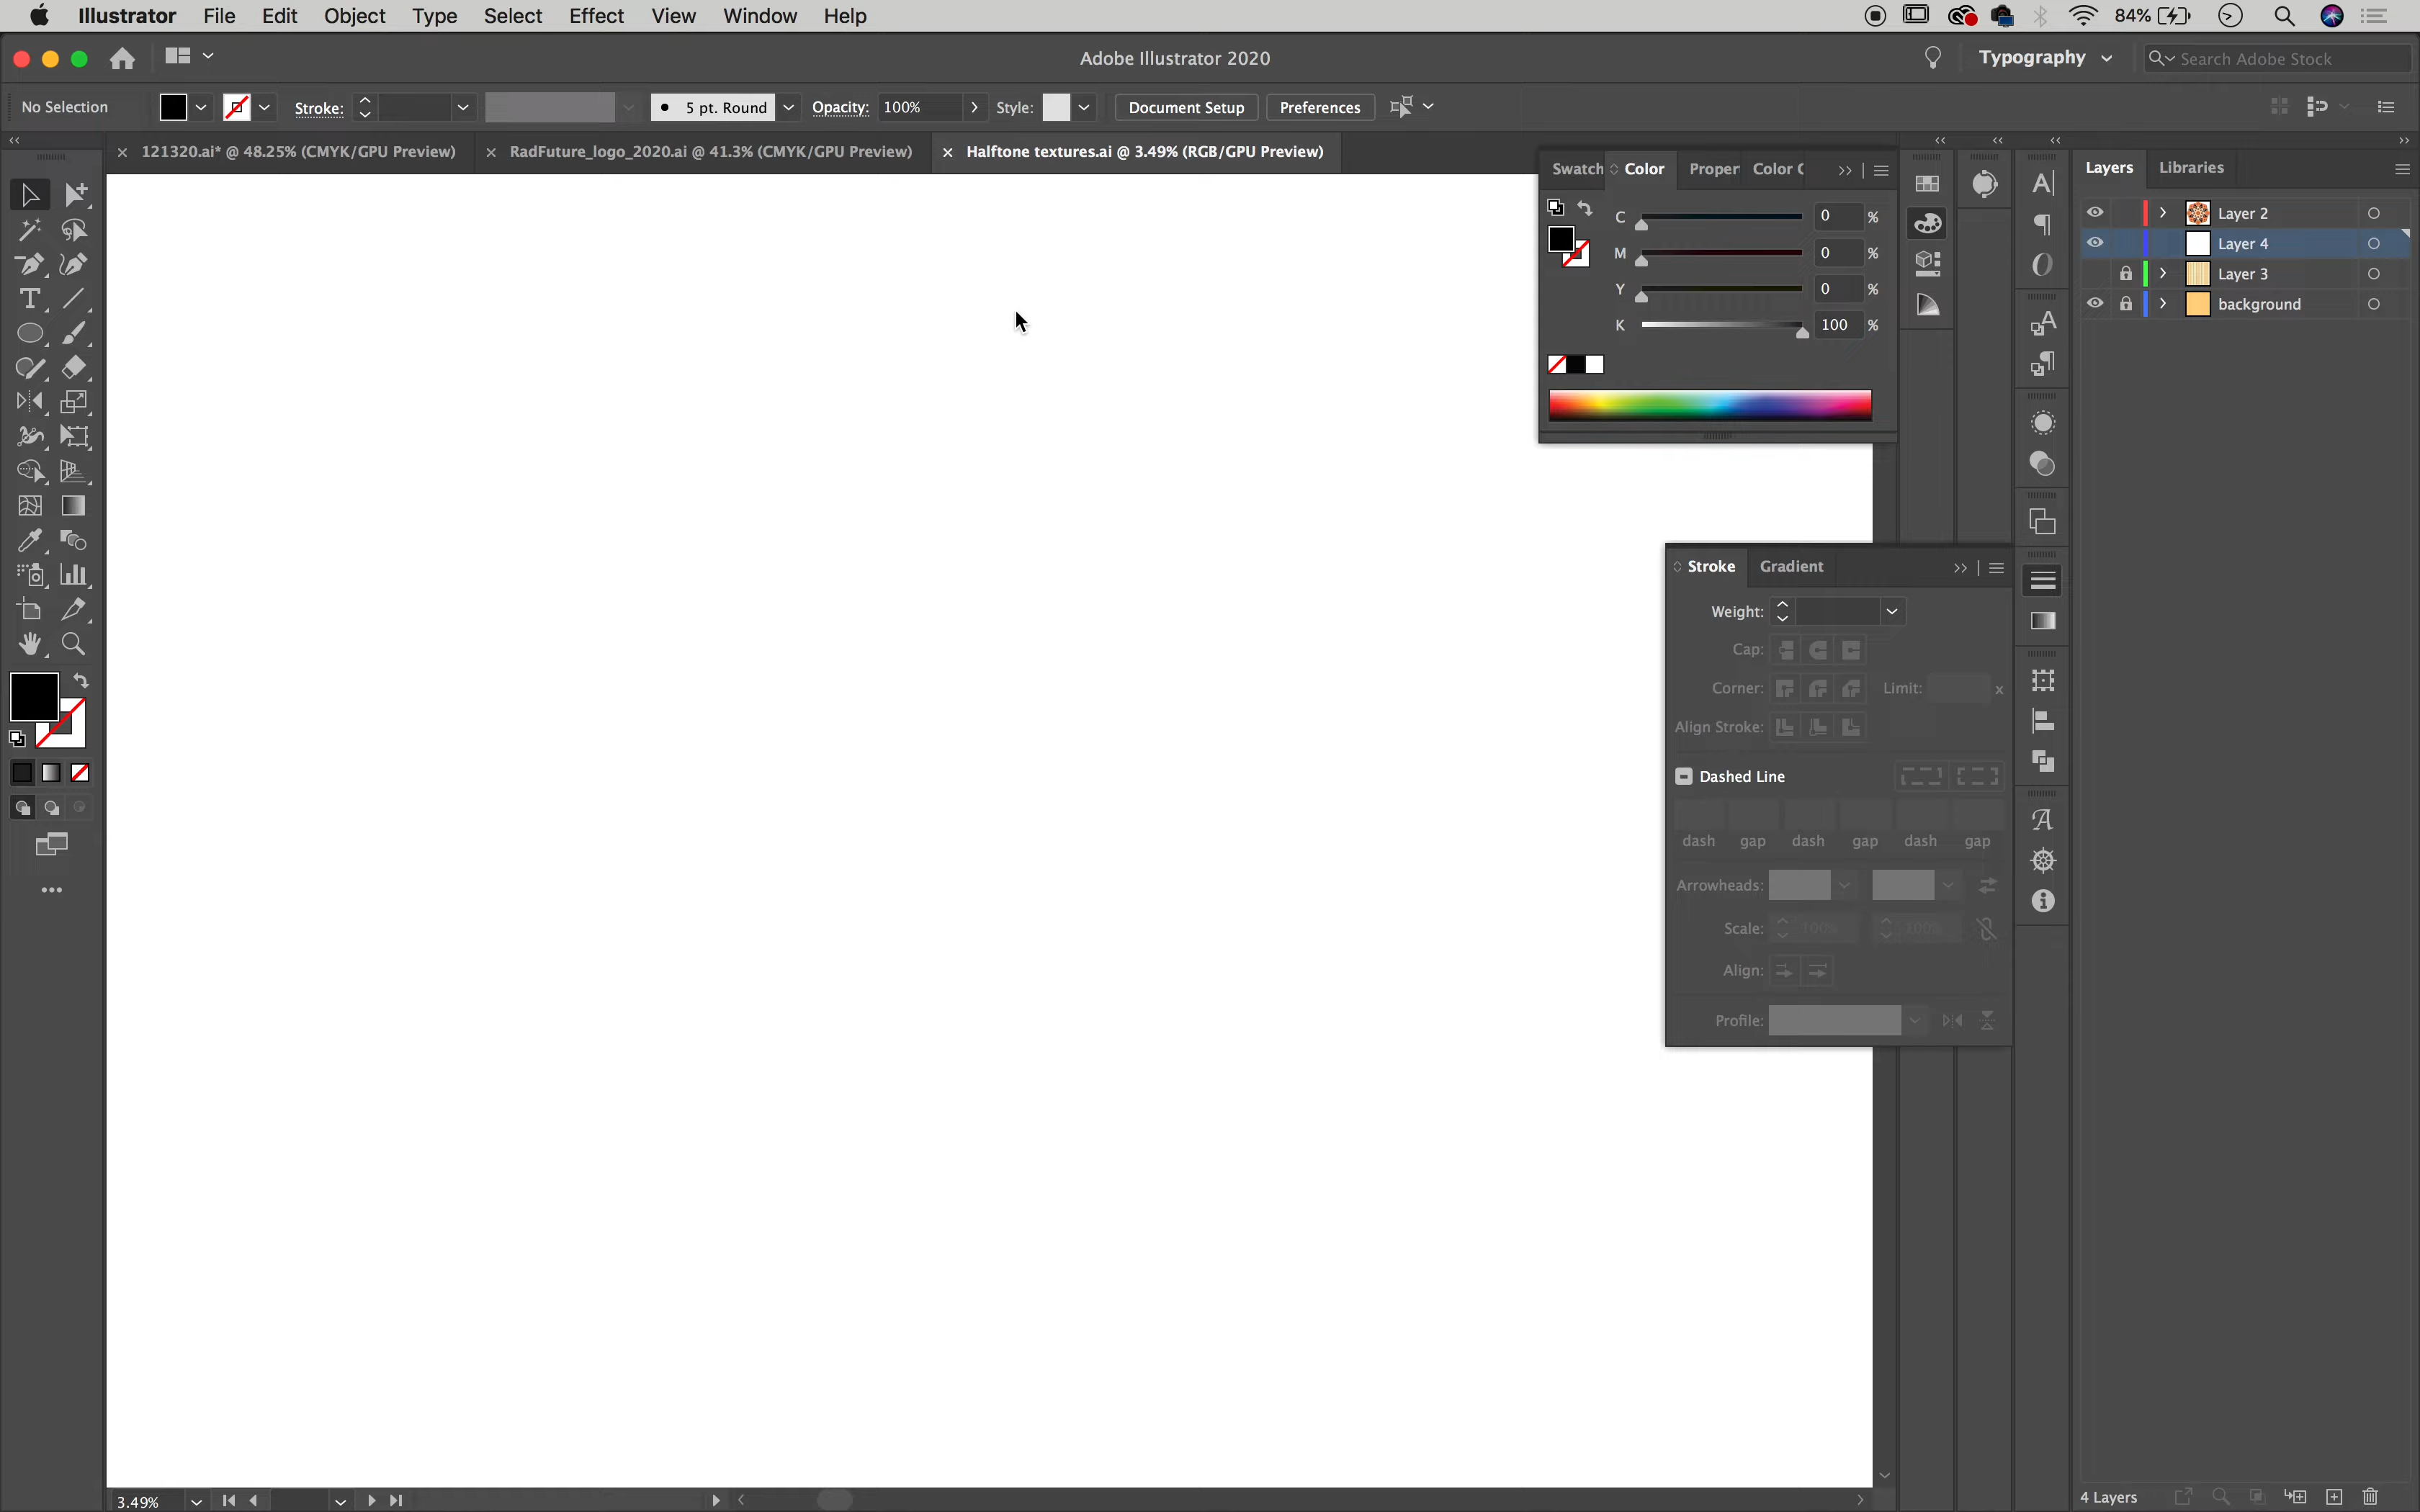 Illustrator File Edit Object Type Select Effect View Window Help
84%
Adobe Illustrator 2020
Typography
Search Adobe Stock
No Selection
Stroke:
5 pt. Round
Opacity: 100%
Style:
Document Setup
Preferences
121320.ai* @ 48.25% (CMYK/GPU Preview)
RadFuture_logo_2020.ai @ 41.3% (CMYK/GPU Preview)
Halftone textures.ai @ 3.49% (RGB/GPU Preview)
Swatch Color Proper Color C
C 0 %
M 0 %
Y 0 %
K 100 %
Layers Libraries
Layer 2
Layer 4
Layer 3
background
Stroke Gradient
Weight:
Cap:
Corner: Limit: x
Align Stroke:
Dashed Line
dash gap dash gap dash gap
Arrowheads:
Scale: 100% 100%
Align:
Profile:
3.49%
4 Layers